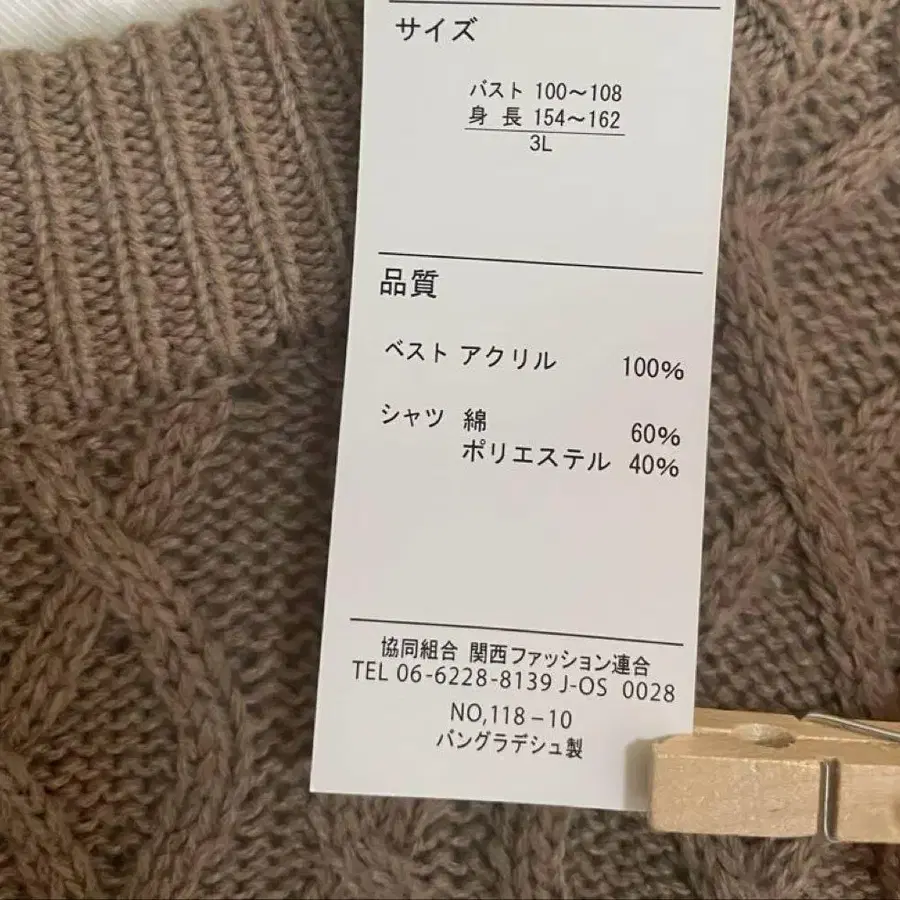 サイズ
バスト 100～108
身 長 154～162
3L
品質
ベスト アクリル 100%
シャツ 綿 60%
ポリエステル 40%
協同組合 関西ファッション連合
TEL 06-6228-8139 J-OS 0028
NO,118－10
バングラデシュ製